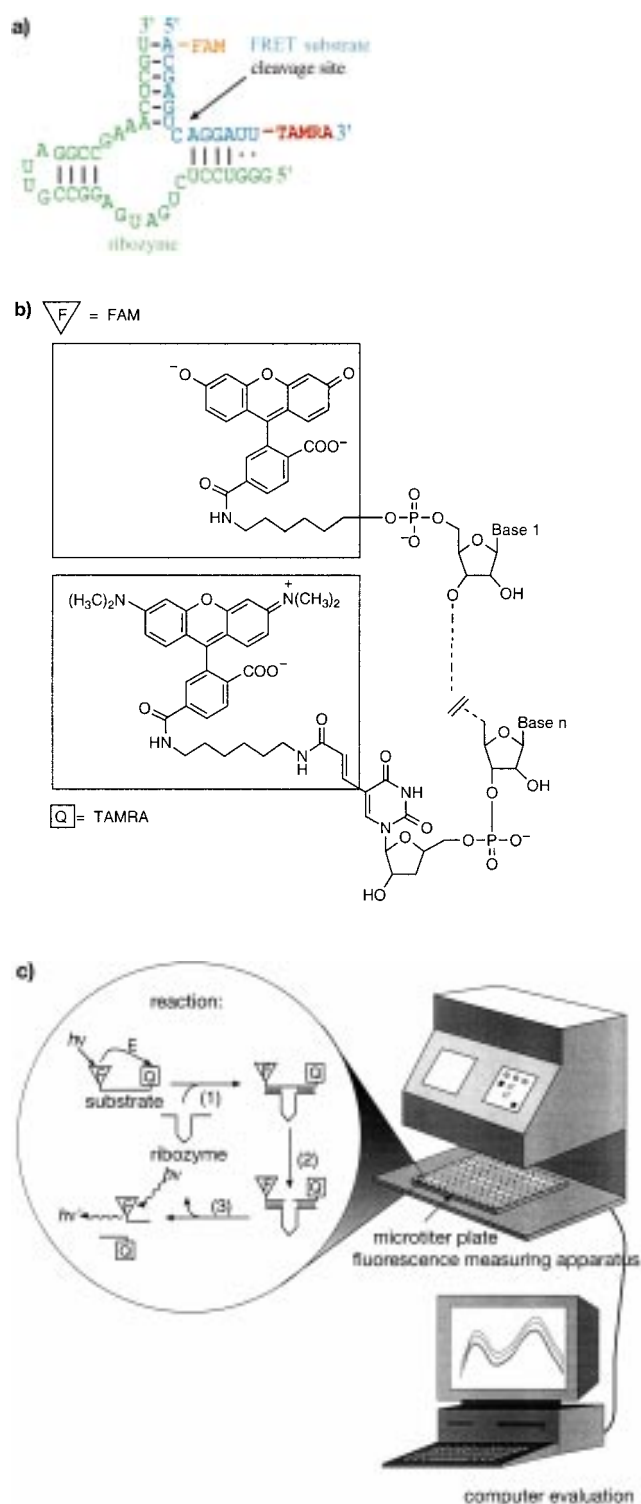 a)
3' 5'
FAM
FRET substrate
cleavage site
AGGAUU
TAMRA 3'
UCCUGGG 5'
ribozyme
b)
F = FAM
⁻O O O
COO⁻
O
HN
O
O P O
⁻O
Base 1
O
O OH
(H₃C)₂N O N(CH₃)₂
+
COO⁻
O
NH
O
N
H
Base n
O
OH
O
O
NH
N O
Q = TAMRA
O
O P O⁻
O
HO
c)
reaction:
hν E
F Q
substrate
(1)
F Q
ribozyme
(2)
hν
F
(3)
F Q
hν'
Q
microtiter plate
fluorescence measuring apparatus
computer evaluation